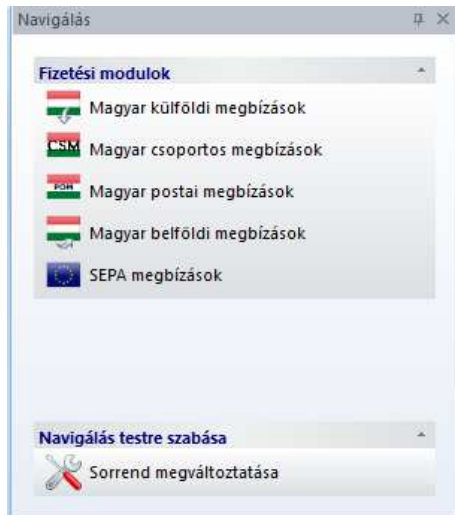 Navigálás
Fizetési modulok
Magyar külföldi megbízások
CSM Magyar csoportos megbízások
POM Magyar postai megbízások
Magyar belföldi megbízások
SEPA megbízások
Navigálás testre szabása
Sorrend megváltoztatása